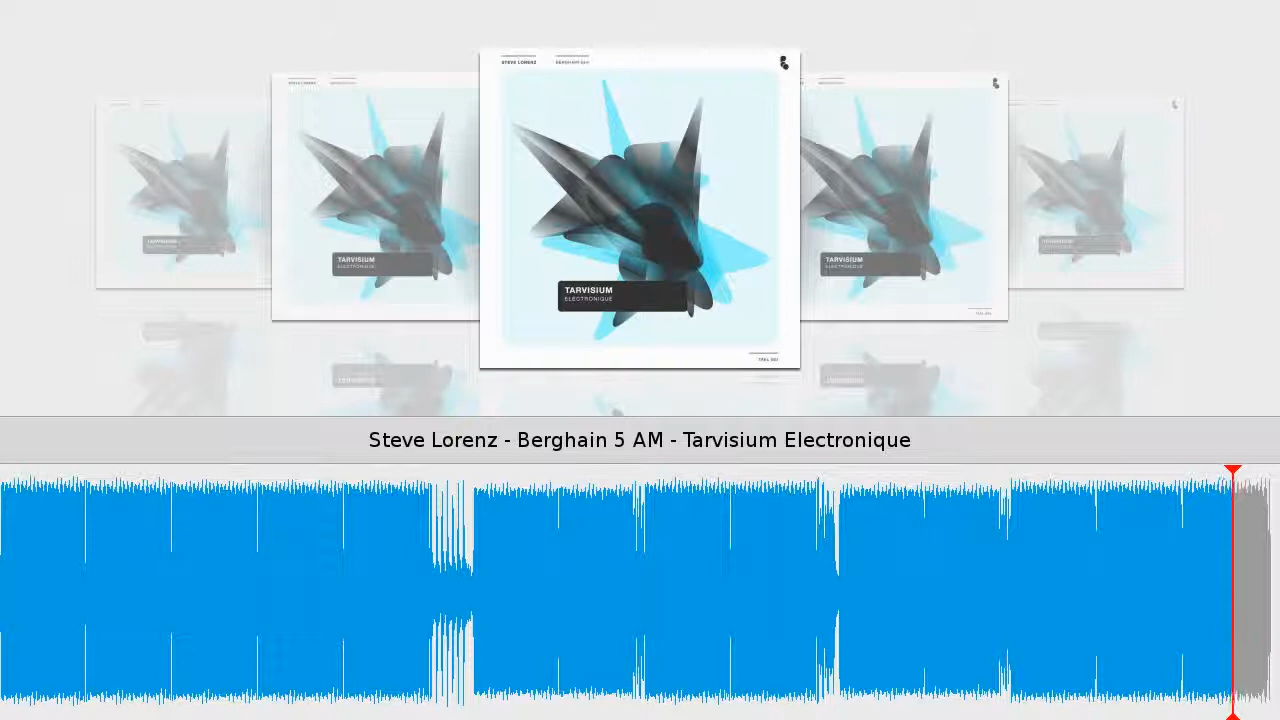 STEVE LORENZ
TARVISIUM
ELECTRONIQUE
TARVISIUM
ELECTRONIQUE
TARVISIUM
ELECTRONIQUE
Steve Lorenz - Berghain 5 AM - Tarvisium Electronique